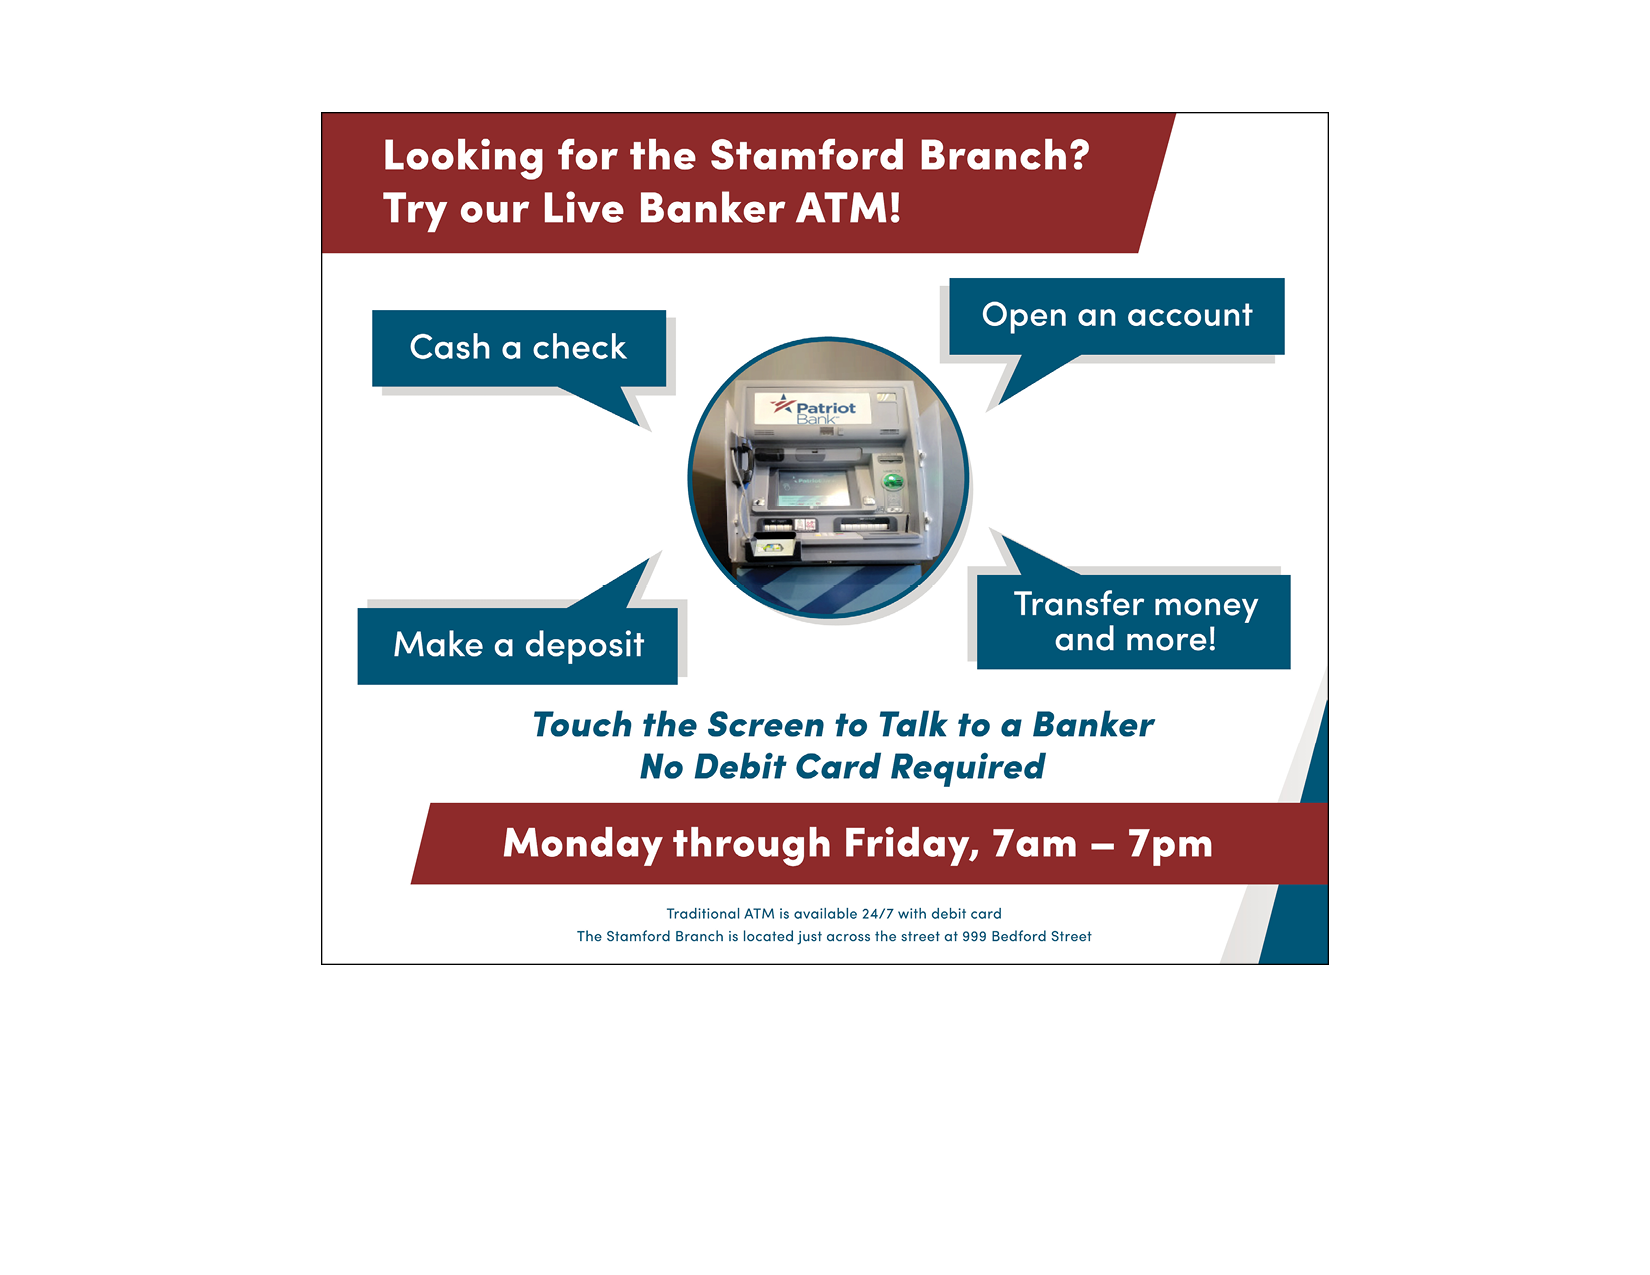 Looking for the Stamford Branch?
Try our Live Banker ATM!
Cash a check
Open an account
Patriot
Bank
Make a deposit
Transfer money
and more!
Touch the Screen to Talk to a Banker
No Debit Card Required
Monday through Friday, 7am – 7pm
Traditional ATM is available 24/7 with debit card
The Stamford Branch is located just across the street at 999 Bedford Street